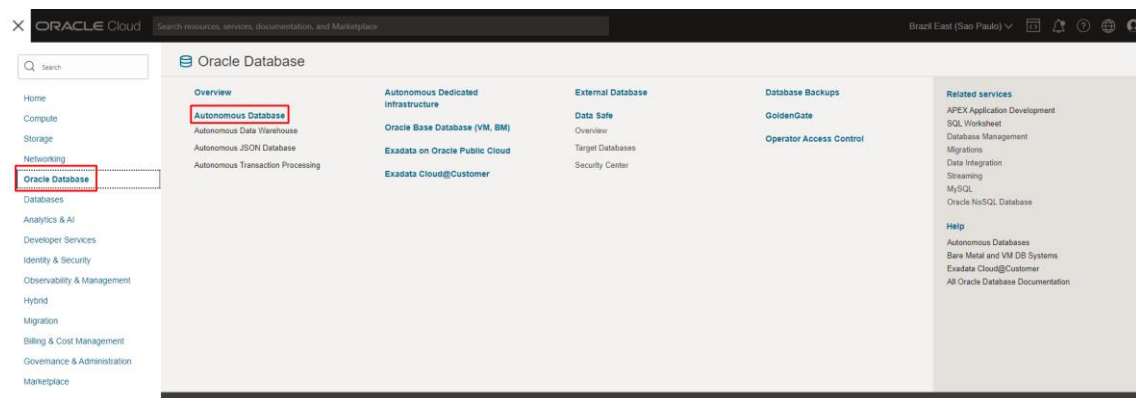 ORACLE Cloud
Search resources, services, documentation, and Marketplace
Brazil East (Sao Paulo)
Search
Home
Compute
Storage
Networking
Oracle Database
Databases
Analytics & AI
Developer Services
Identity & Security
Observability & Management
Hybrid
Migration
Billing & Cost Management
Governance & Administration
Marketplace
Oracle Database
Overview
Autonomous Database
Autonomous Data Warehouse
Autonomous JSON Database
Autonomous Transaction Processing
Autonomous Dedicated
Infrastructure
Oracle Base Database (VM, BM)
Exadata on Oracle Public Cloud
Exadata Cloud@Customer
External Database
Data Safe
Overview
Target Databases
Security Center
Database Backups
GoldenGate
Operator Access Control
Related services
APEX Application Development
SQL Worksheet
Database Management
Migrations
Data Integration
Streaming
MySQL
Oracle NoSQL Database
Help
Autonomous Databases
Bare Metal and VM DB Systems
Exadata Cloud@Customer
All Oracle Database Documentation